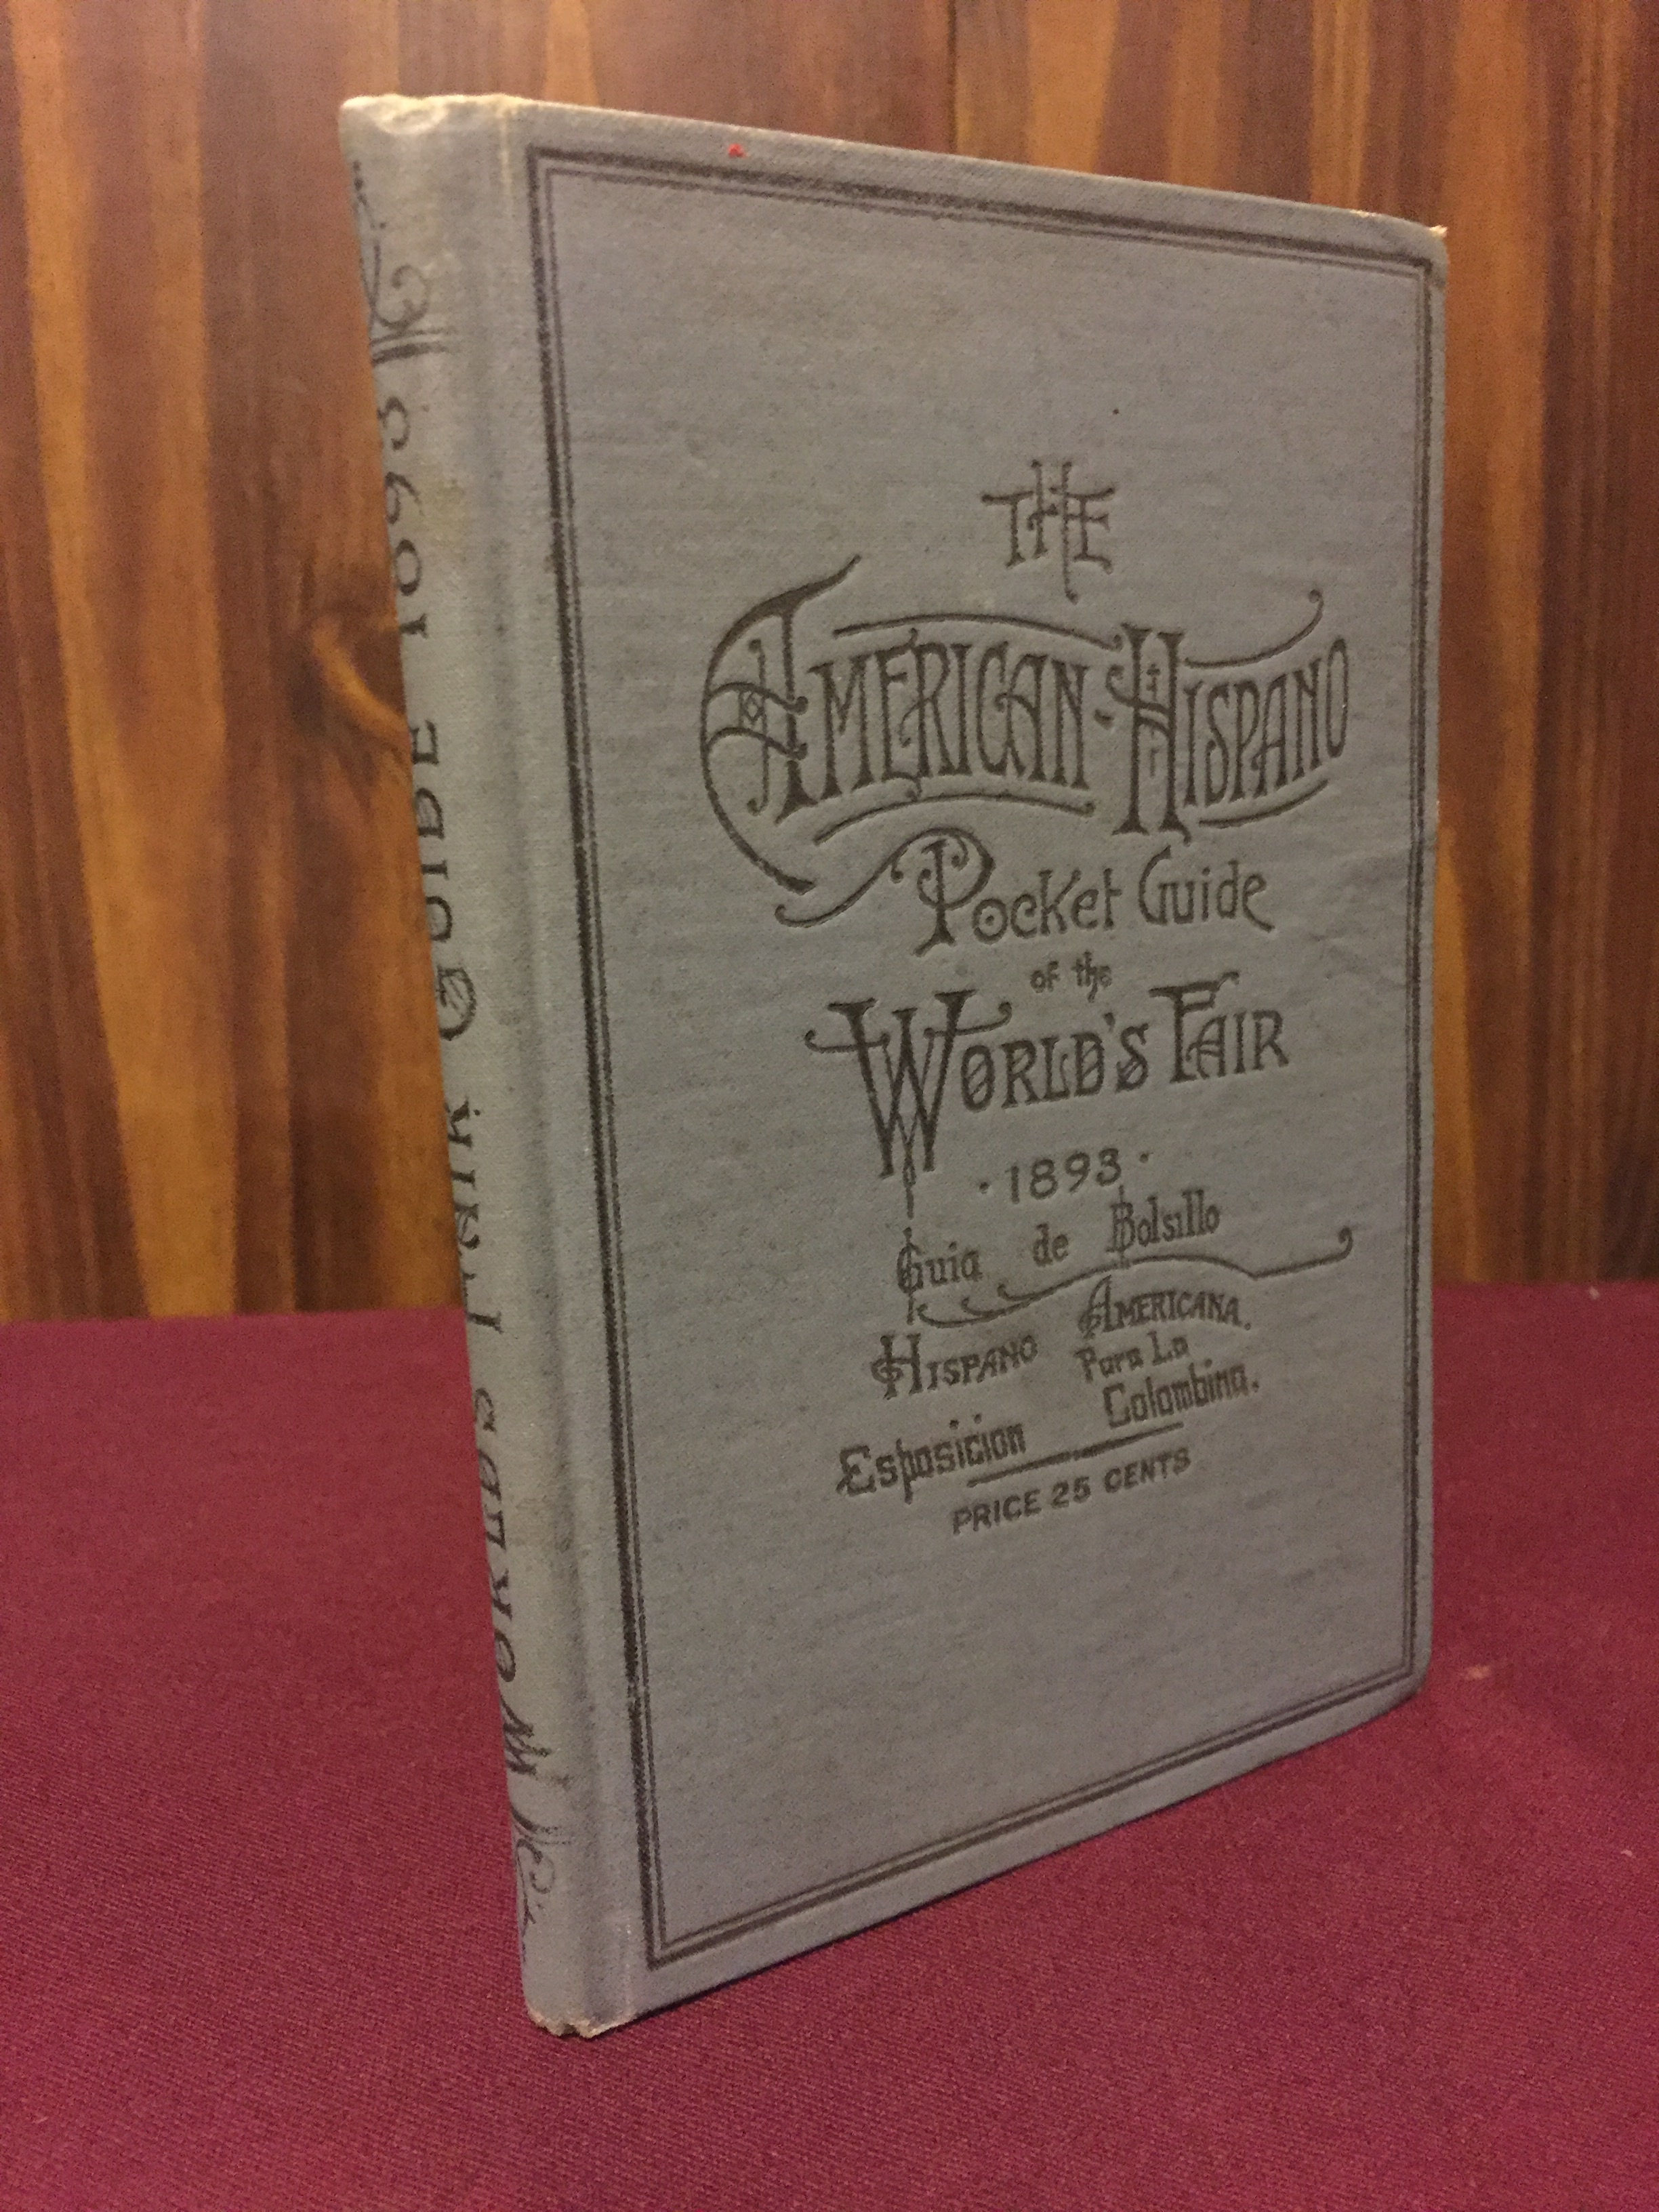 THE
AMERICAN-HISPANO
Pocket Guide
of the
WORLD'S FAIR
·1893·
Guia de Bolsillo
HISPANO AMERICANA.
Para La
Esposicion Colombina.
PRICE 25 CENTS
WORLDS FAIR GUIDE 1893